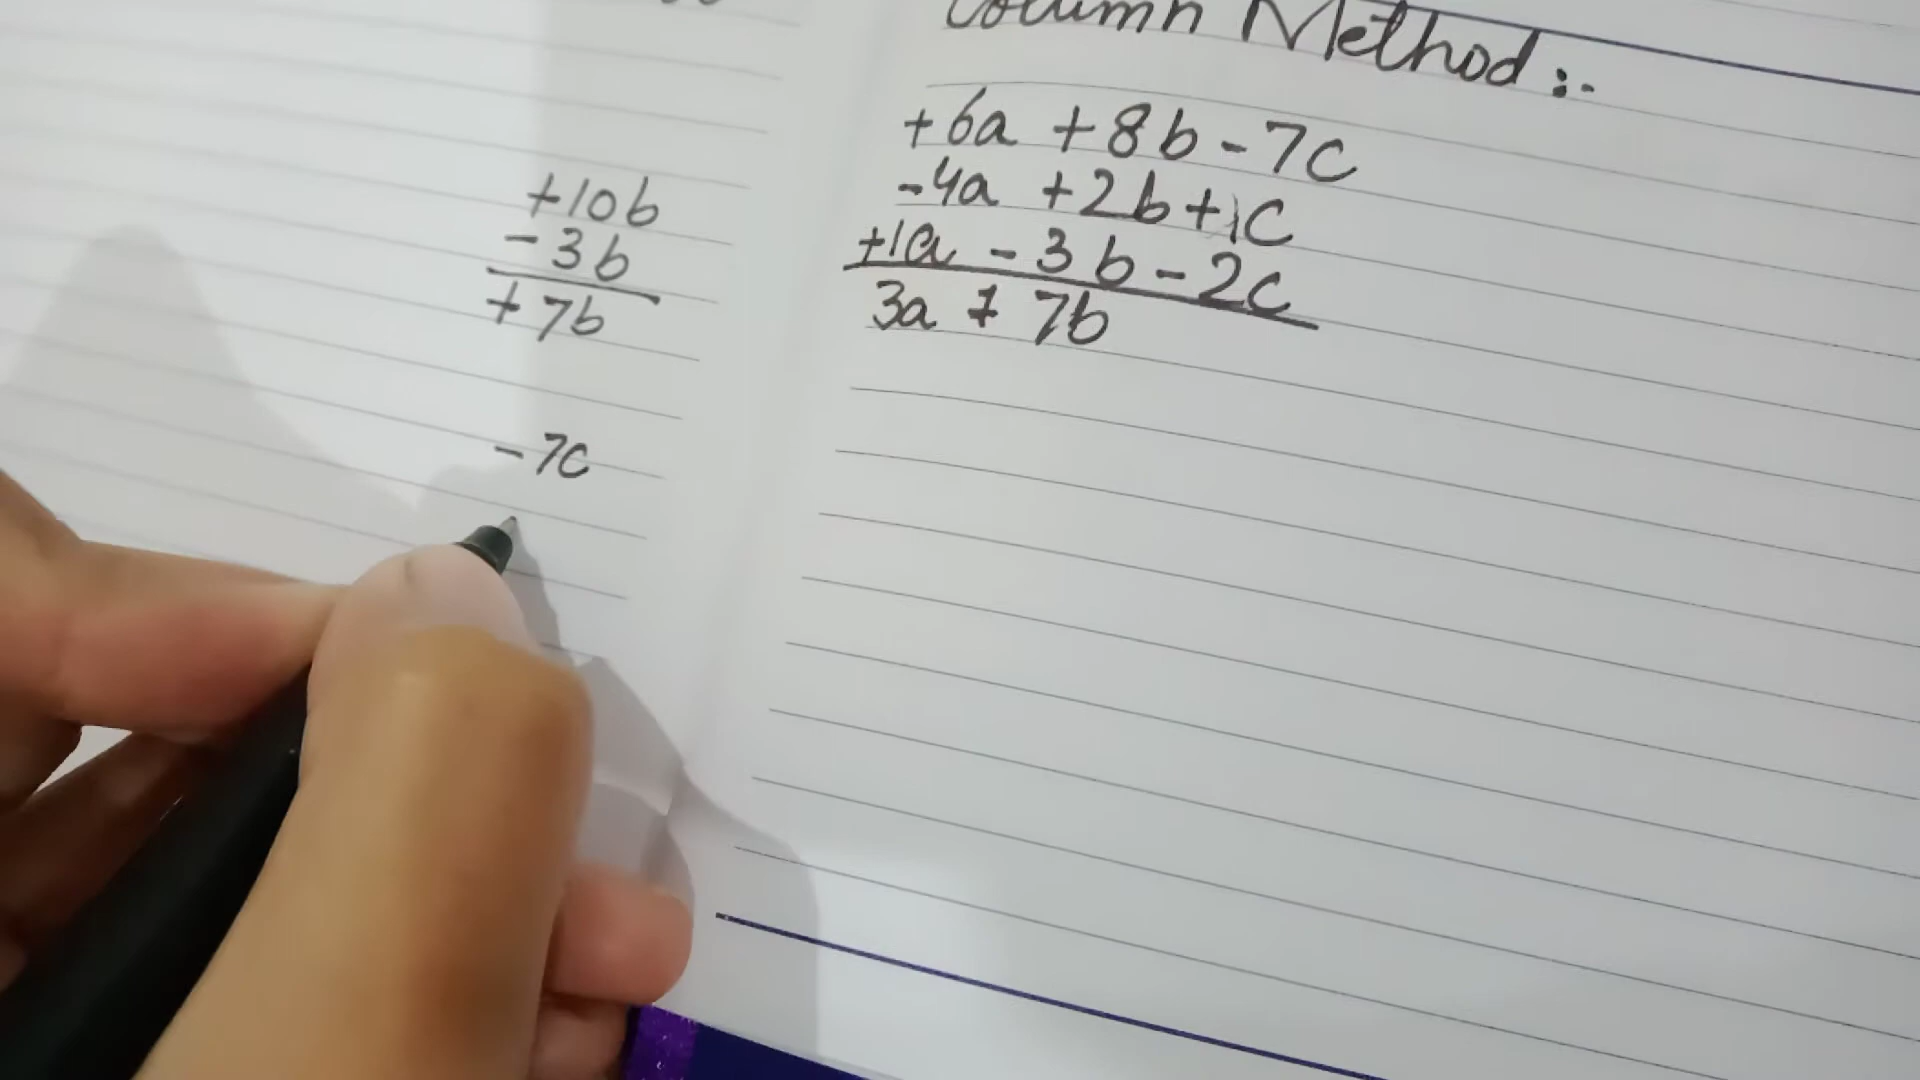 +10b
- 3b
+ 7b
- 7c
Column Method :-
+6a +8b - 7c
-4a +2b +1c
+1a - 3b - 2c
3a + 7b